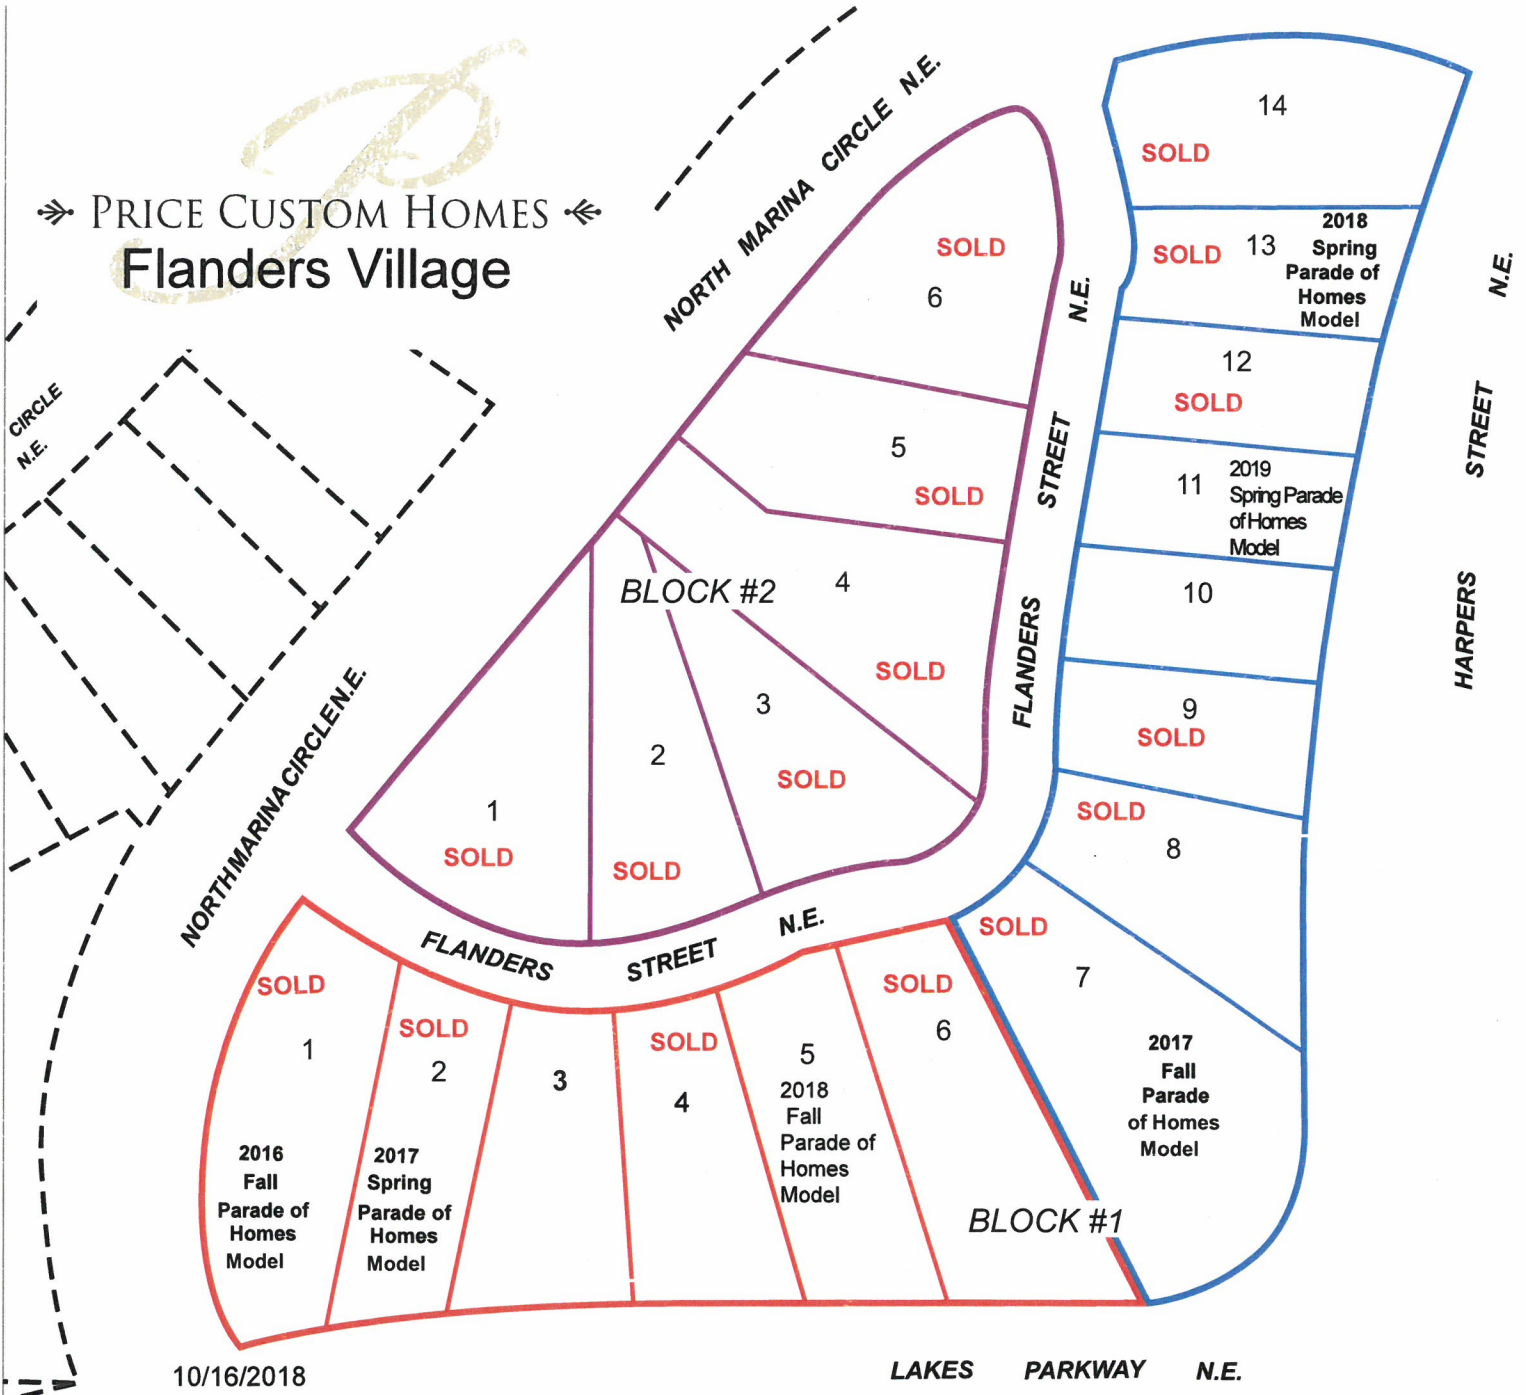 PRICE CUSTOM HOMES
Flanders Village
CIRCLE
N.E.
NORTH MARINA CIRCLE N.E.
NORTH MARINA CIRCLE N.E.
SOLD
6
5
SOLD
BLOCK #2
4
SOLD
3
SOLD
2
SOLD
1
SOLD
FLANDERS STREET N.E.
FLANDERS STREET N.E.
HARPERS STREET N.E.
14
SOLD
SOLD
13
2018
Spring
Parade of
Homes
Model
12
SOLD
11
2019
Spring Parade
of Homes
Model
10
9
SOLD
SOLD
8
SOLD
7
2017
Fall
Parade
of Homes
Model
SOLD
1
2016
Fall
Parade of
Homes
Model
SOLD
2
2017
Spring
Parade of
Homes
Model
3
SOLD
4
5
2018
Fall
Parade of
Homes
Model
SOLD
6
BLOCK #1
10/16/2018
LAKES PARKWAY N.E.